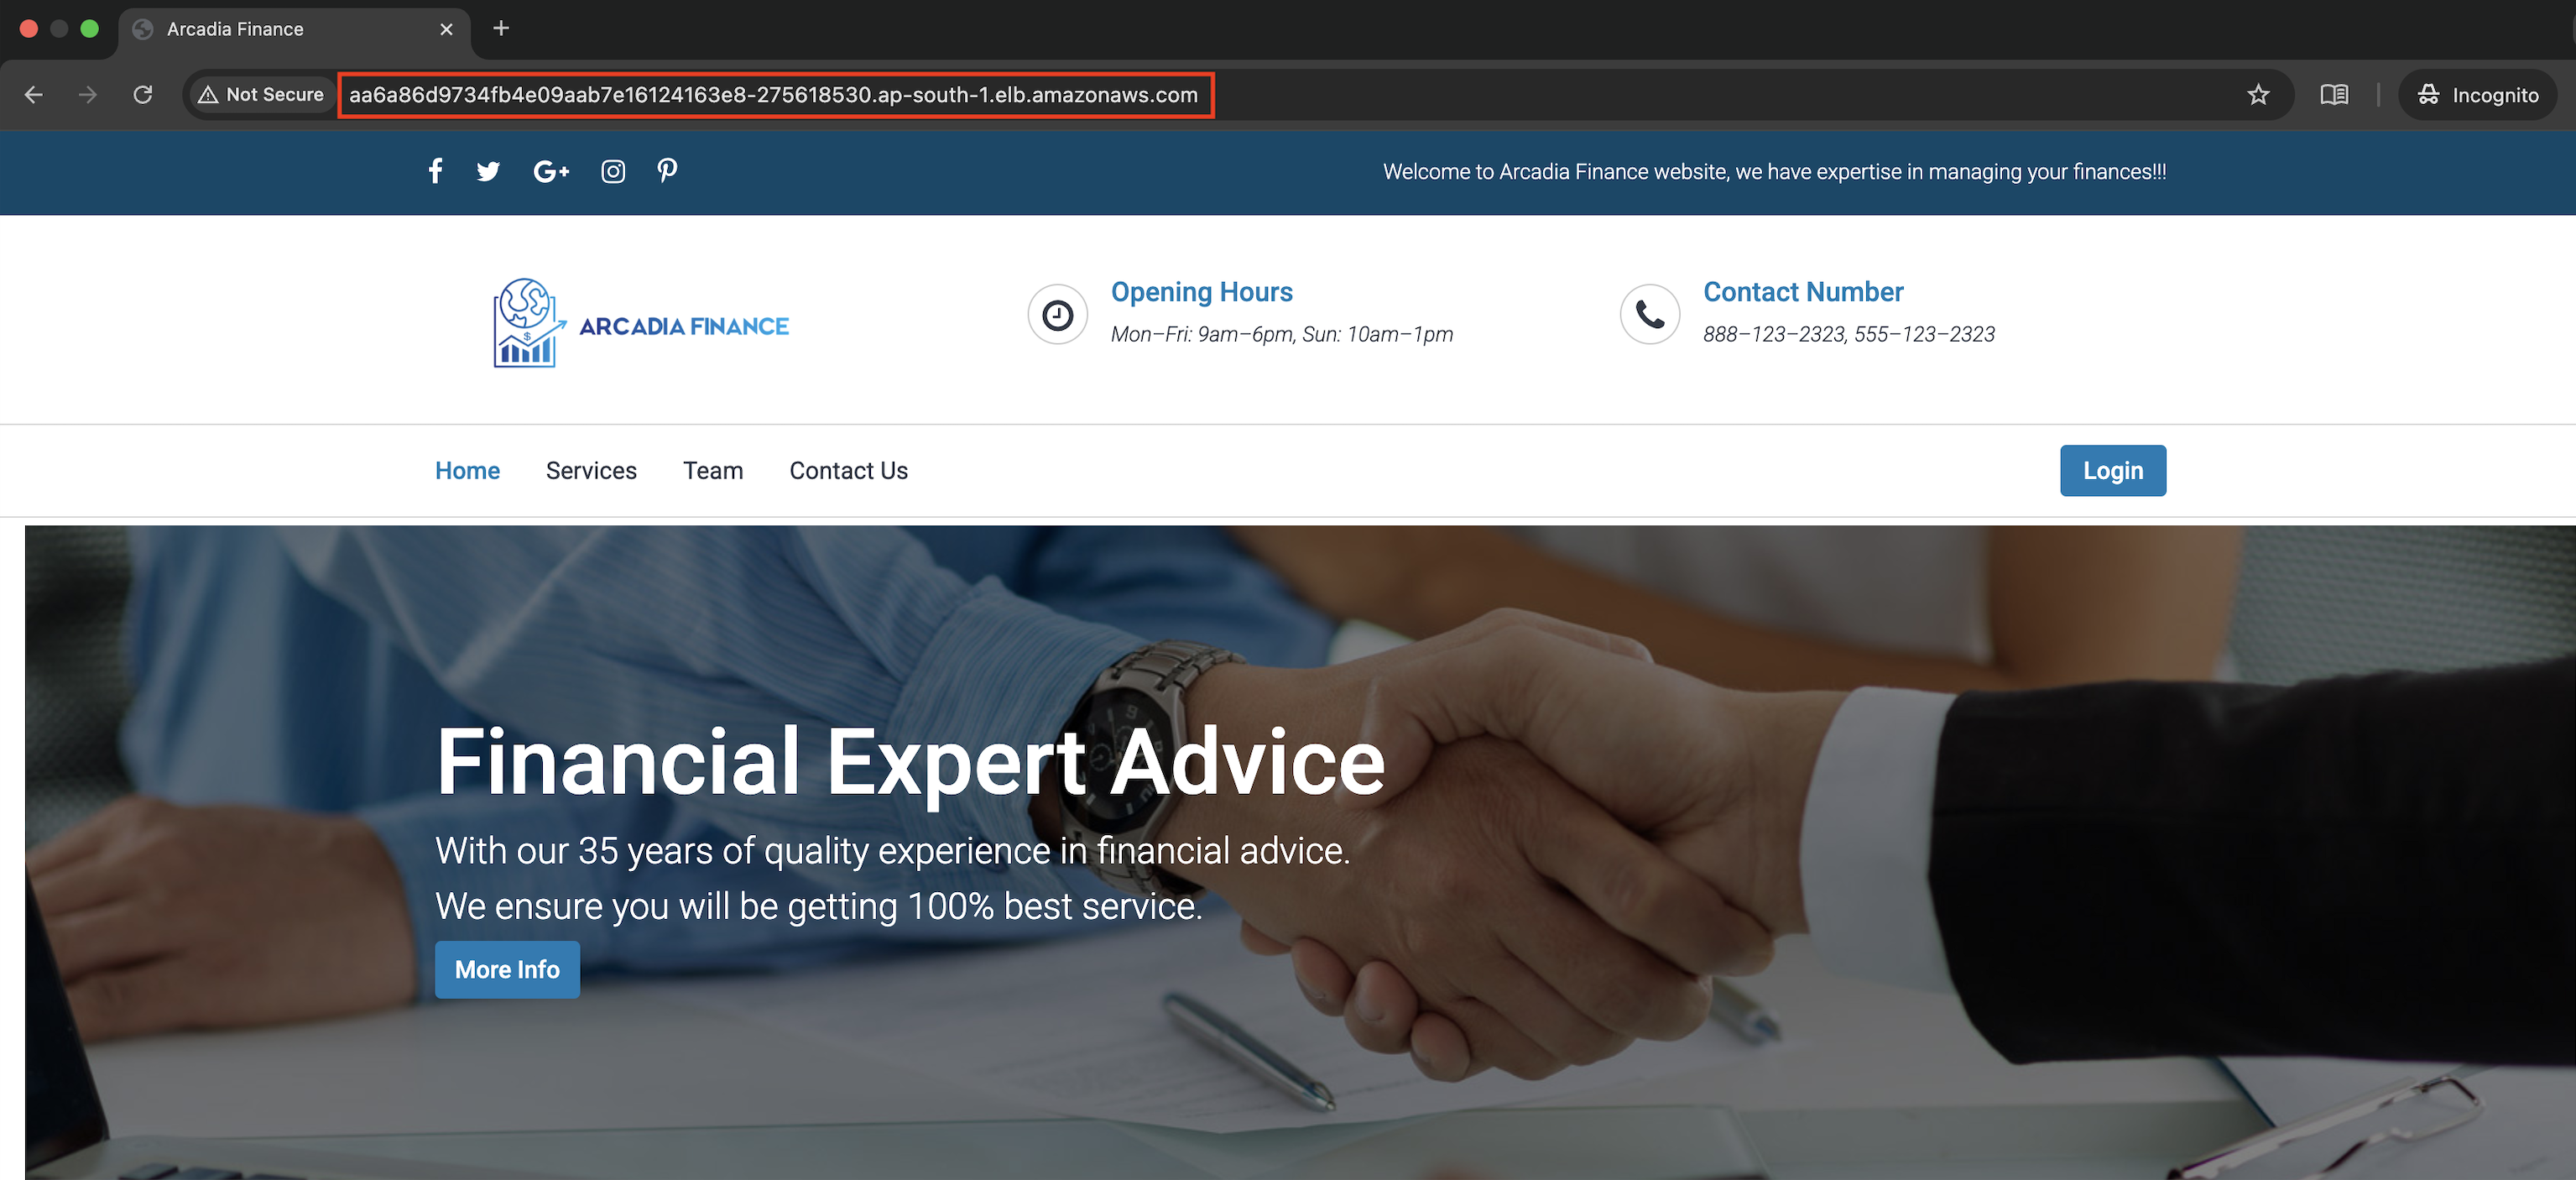 Arcadia Finance
Not Secure
aa6a86d9734fb4e09aab7e16124163e8-275618530.ap-south-1.elb.amazonaws.com
Incognito
Welcome to Arcadia Finance website, we have expertise in managing your finances!!!
ARCADIA FINANCE
Opening Hours
Mon–Fri: 9am–6pm, Sun: 10am–1pm
Contact Number
888–123–2323, 555–123–2323
Home Services Team Contact Us
Login
Financial Expert Advice
With our 35 years of quality experience in financial advice.
We ensure you will be getting 100% best service.
More Info